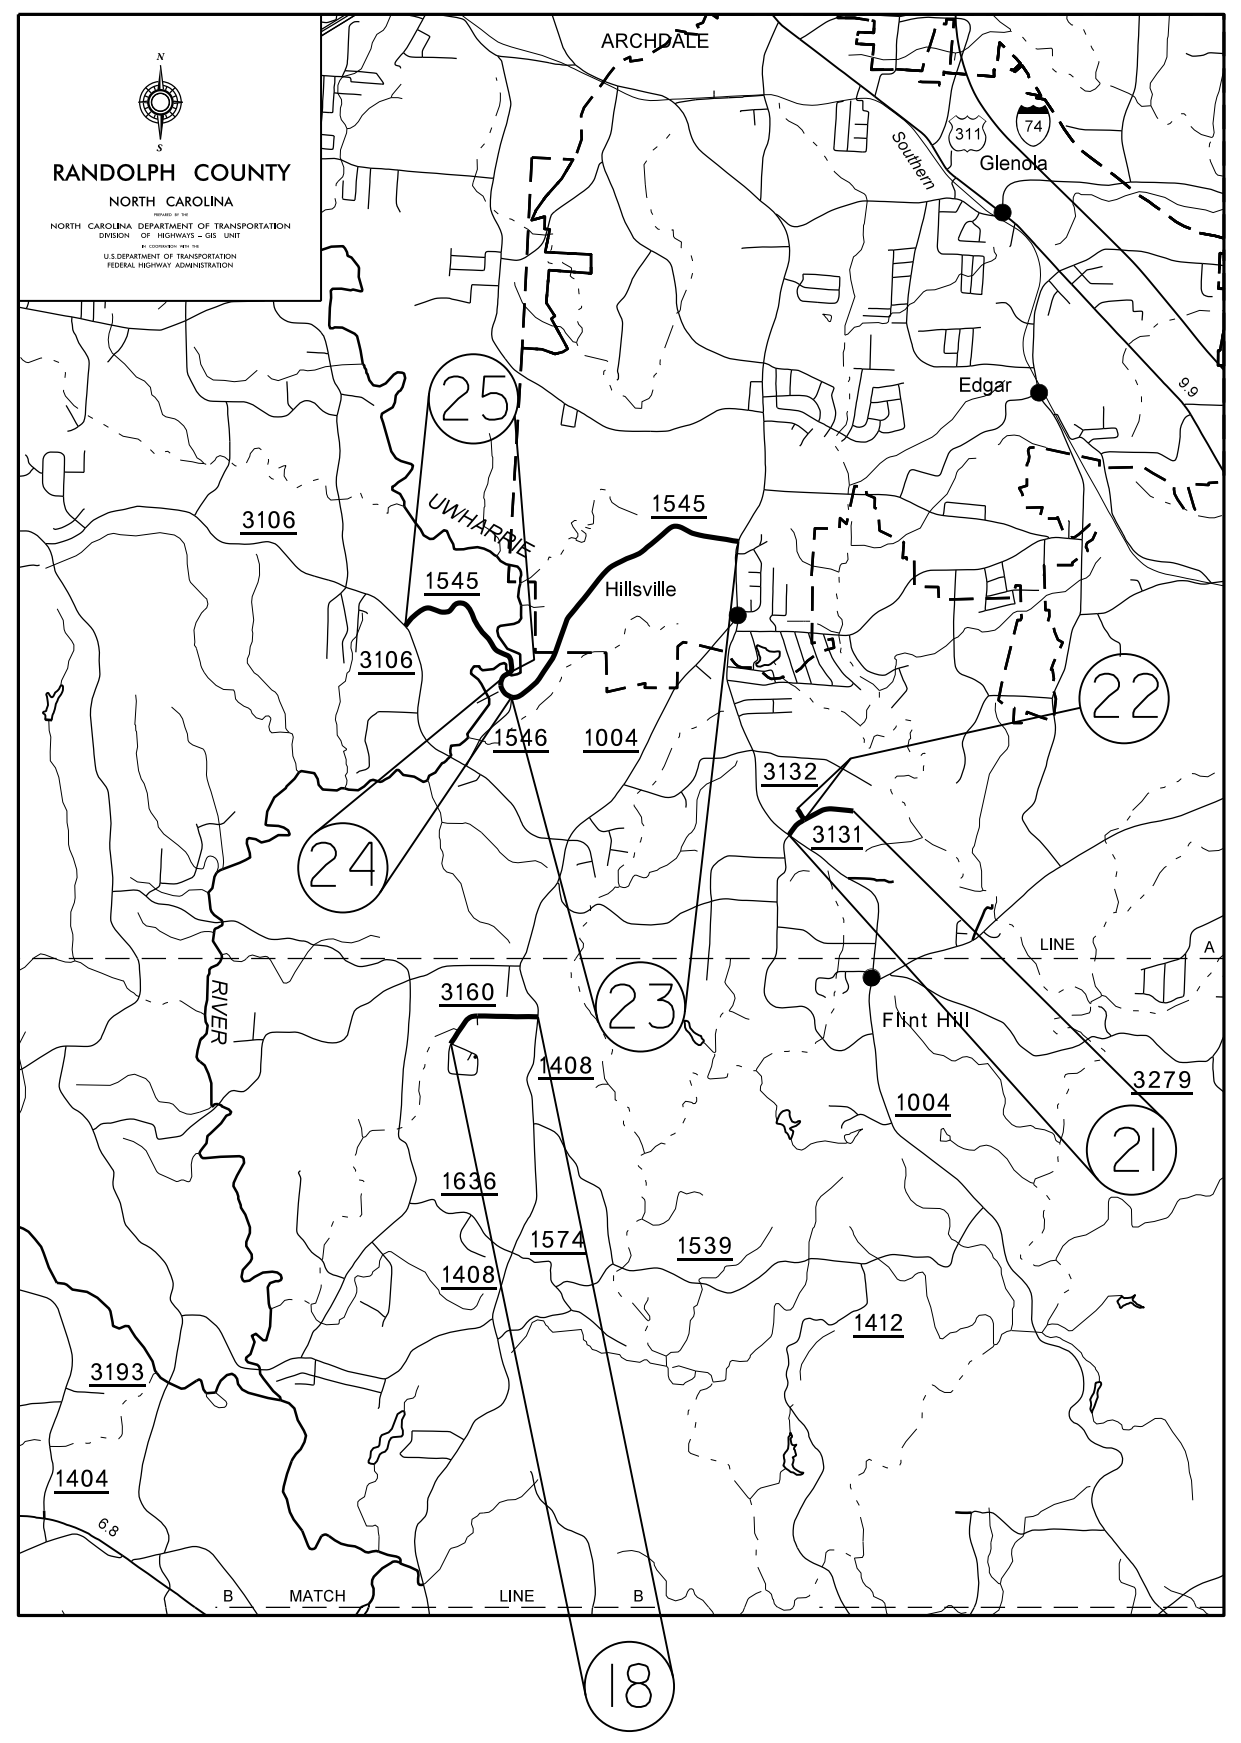 N
S
RANDOLPH COUNTY
NORTH CAROLINA
PREPARED BY THE
NORTH CAROLINA DEPARTMENT OF TRANSPORTATION
DIVISION OF HIGHWAYS – GIS UNIT
IN COOPERATION WITH THE
U.S.DEPARTMENT OF TRANSPORTATION
FEDERAL HIGHWAY ADMINISTRATION
ARCHDALE
311
74
Southern
Glenola
Edgar
9.9
25
3106
UWHARRIE
1545
1545
Hillsville
3106
22
1546
1004
3132
3131
24
LINE
A
RIVER
3160
23
Flint Hill
1408
3279
1004
21
1636
1574
1539
1408
1412
3193
1404
6.8
B MATCH LINE B
18